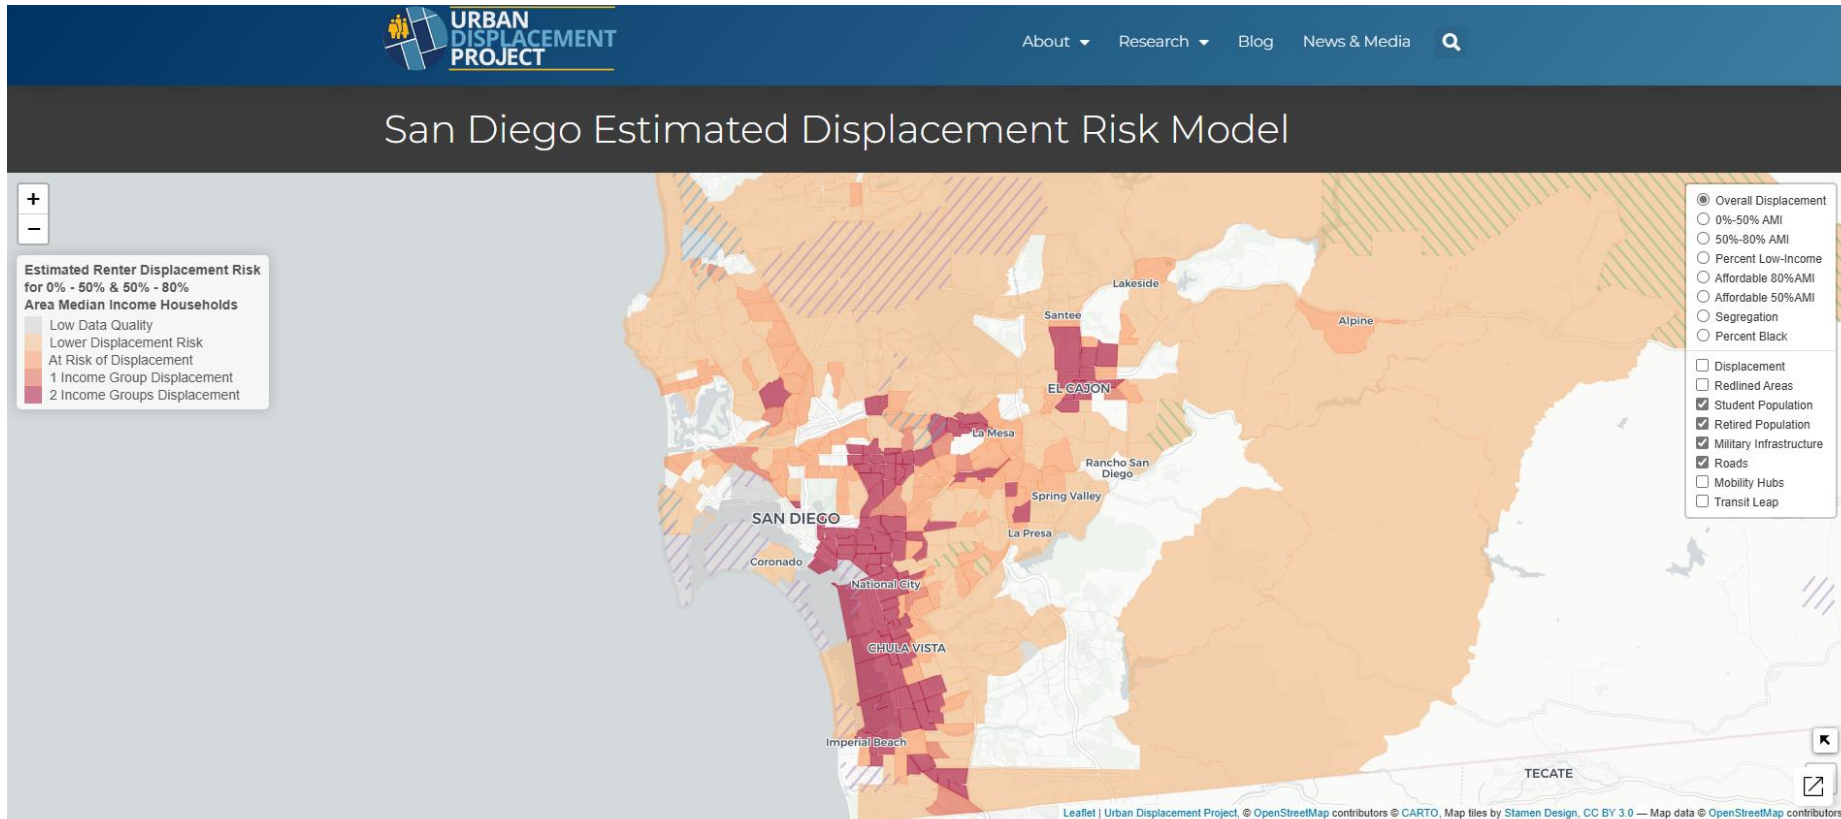 URBAN
DISPLACEMENT
PROJECT
About
Research
Blog
News & Media
San Diego Estimated Displacement Risk Model
+
−
Estimated Renter Displacement Risk
for 0% - 50% & 50% - 80%
Area Median Income Households
Low Data Quality
Lower Displacement Risk
At Risk of Displacement
1 Income Group Displacement
2 Income Groups Displacement
Overall Displacement
0%-50% AMI
50%-80% AMI
Percent Low-Income
Affordable 80%AMI
Affordable 50%AMI
Segregation
Percent Black
Displacement
Redlined Areas
Student Population
Retired Population
Military Infrastructure
Roads
Mobility Hubs
Transit Leap
Lakeside
Santee
Alpine
EL CAJON
La Mesa
Rancho San
Diego
Spring Valley
SAN DIEGO
La Presa
Coronado
National City
CHULA VISTA
Imperial Beach
TECATE
Leaflet | Urban Displacement Project, © OpenStreetMap contributors © CARTO, Map tiles by Stamen Design, CC BY 3.0 — Map data © OpenStreetMap contributors